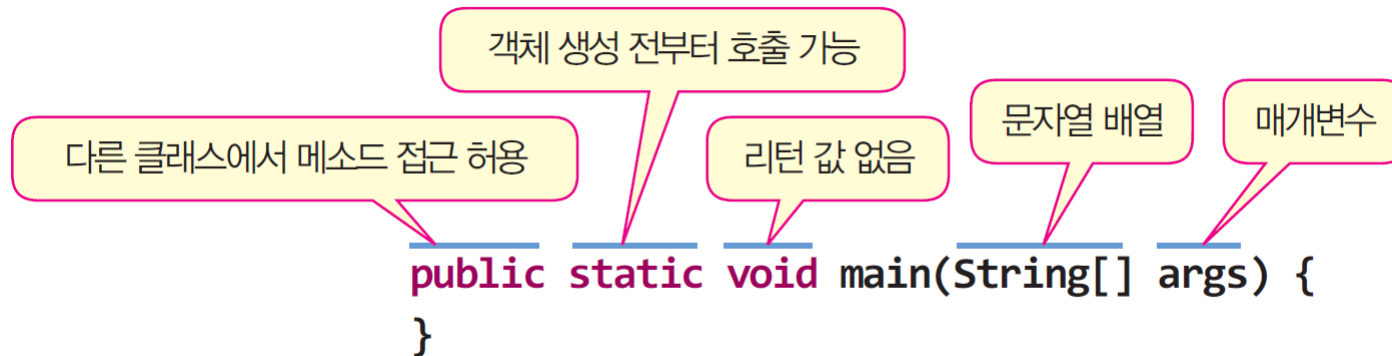 객체 생성 전부터 호출 가능
다른 클래스에서 메소드 접근 허용
리턴 값 없음
문자열 배열
매개변수
public static void main(String[] args) {
}